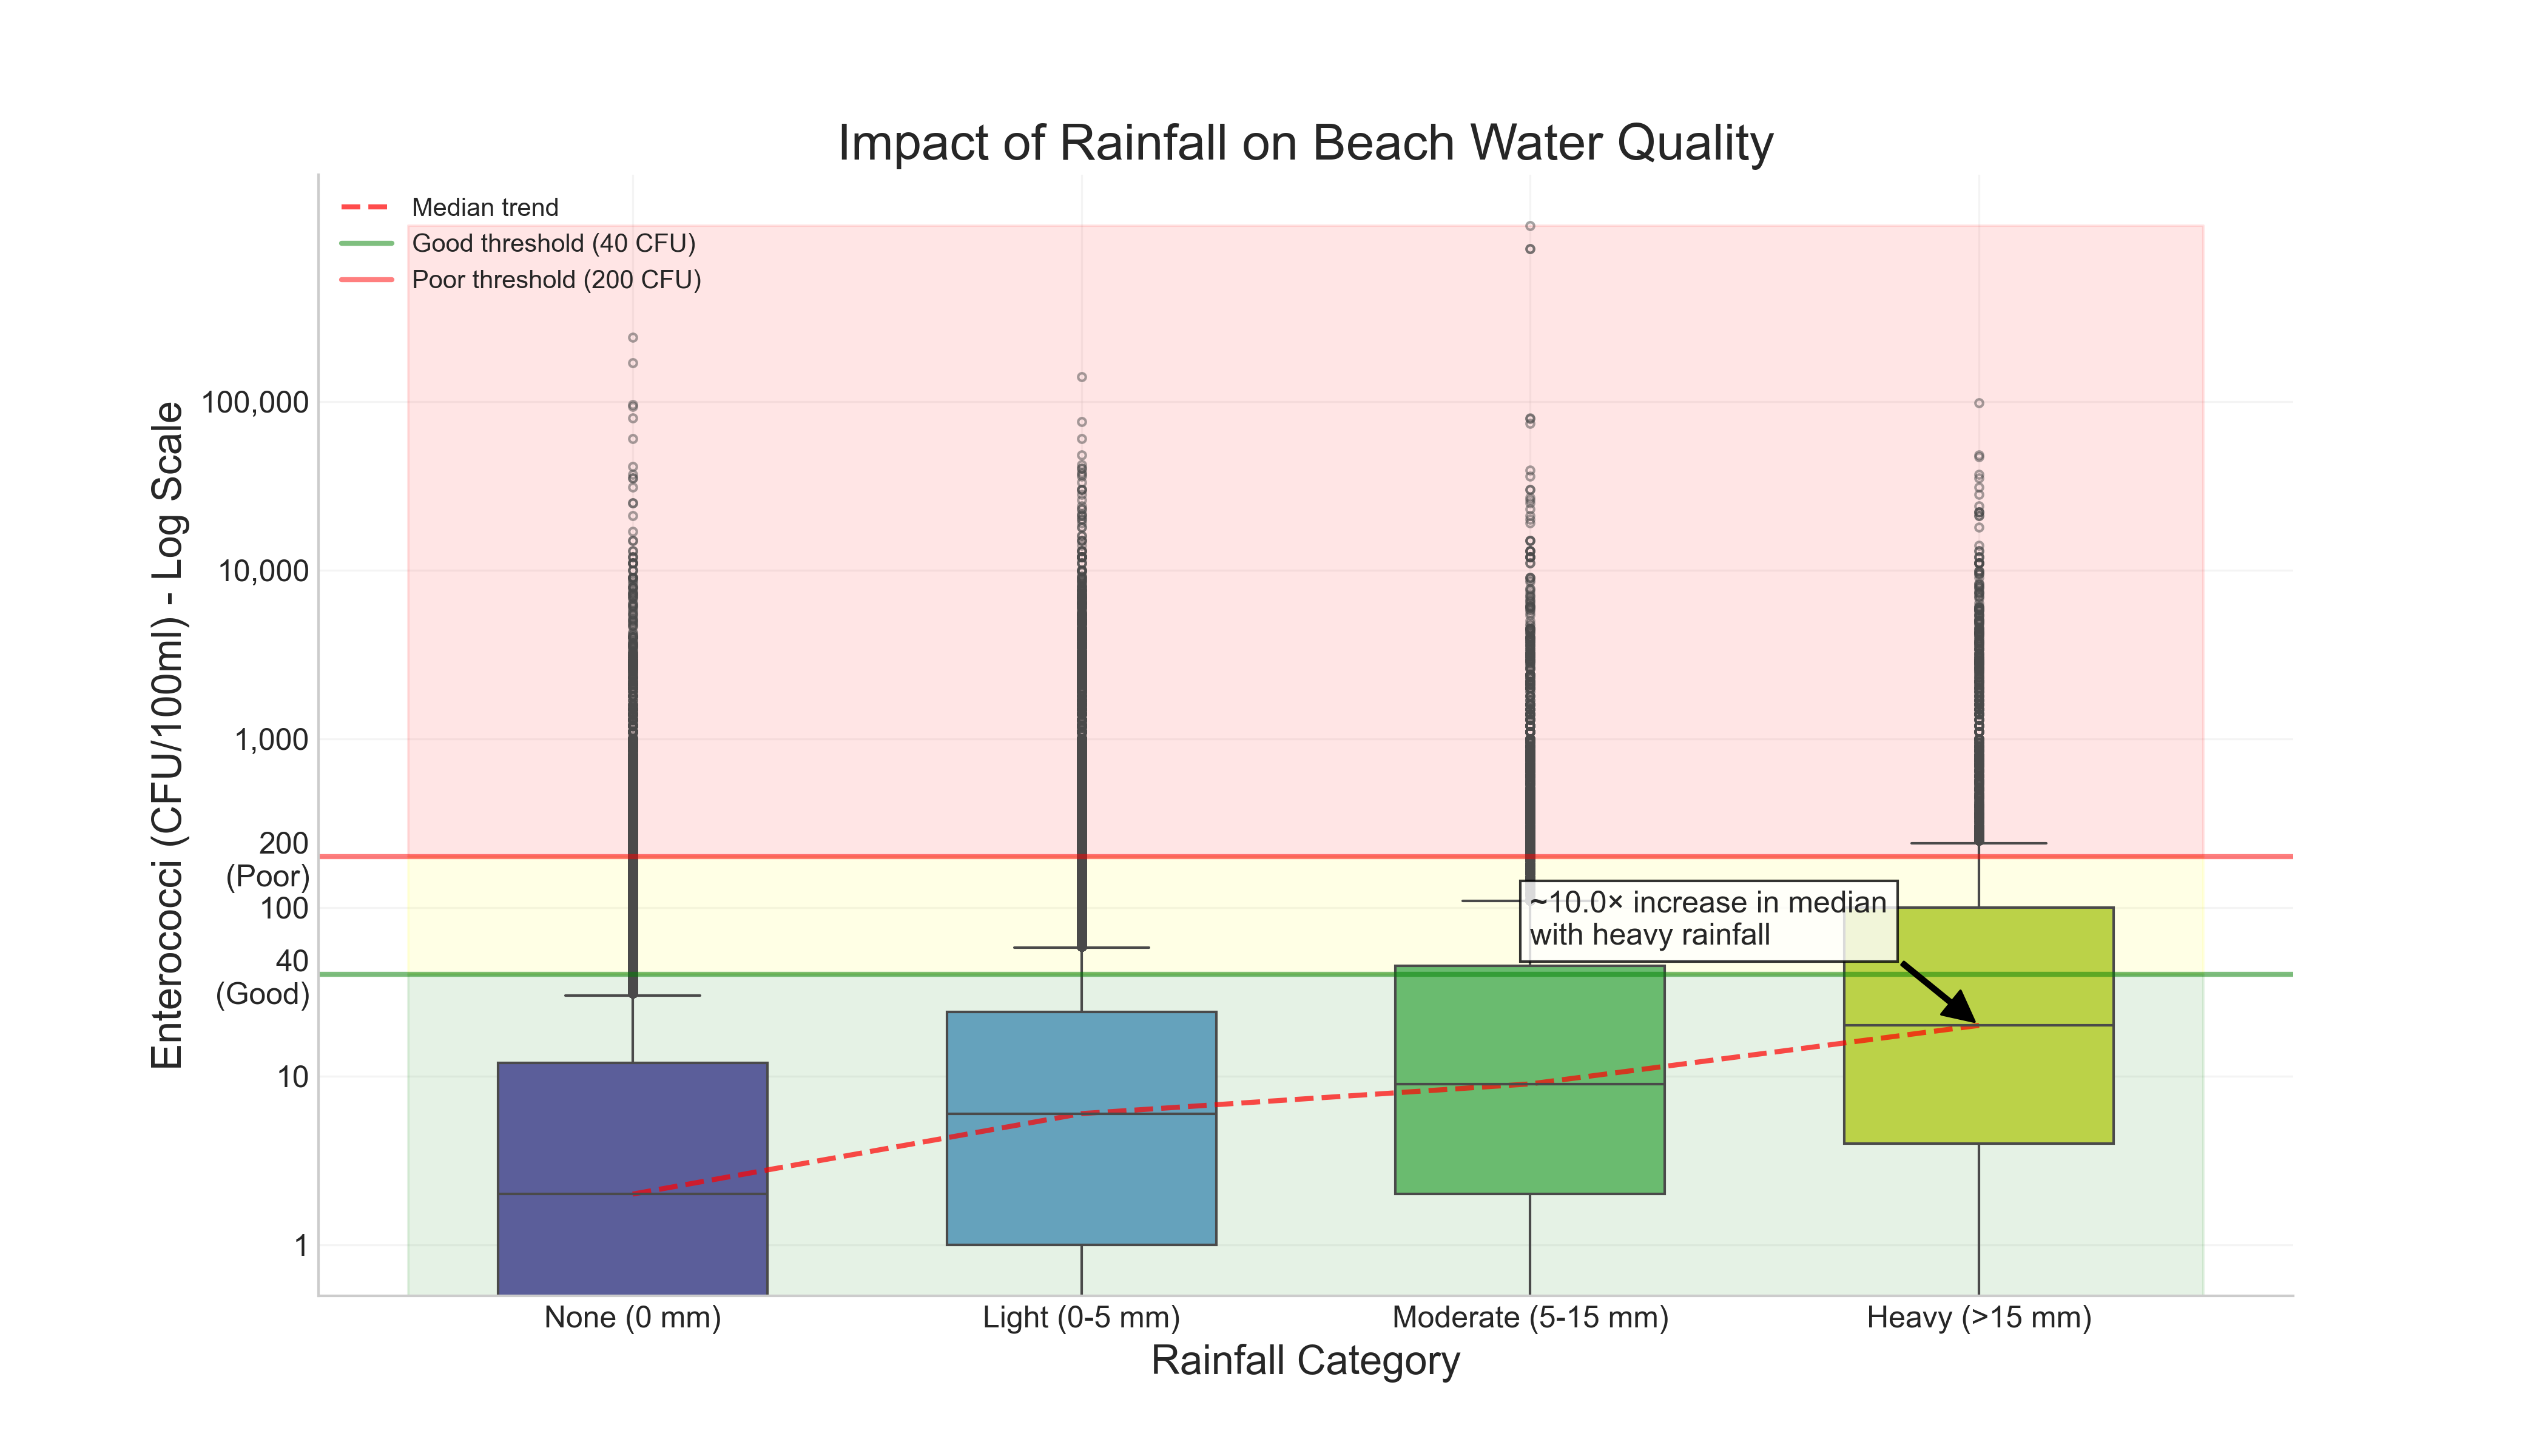 Impact of Rainfall on Beach Water Quality
Median trend
Good threshold (40 CFU)
Poor threshold (200 CFU)
Enterococci (CFU/100ml) - Log Scale
100,000
10,000
1,000
200
(Poor)
100
40
(Good)
10
1
~10.0× increase in median
with heavy rainfall
None (0 mm)
Light (0-5 mm)
Moderate (5-15 mm)
Heavy (>15 mm)
Rainfall Category